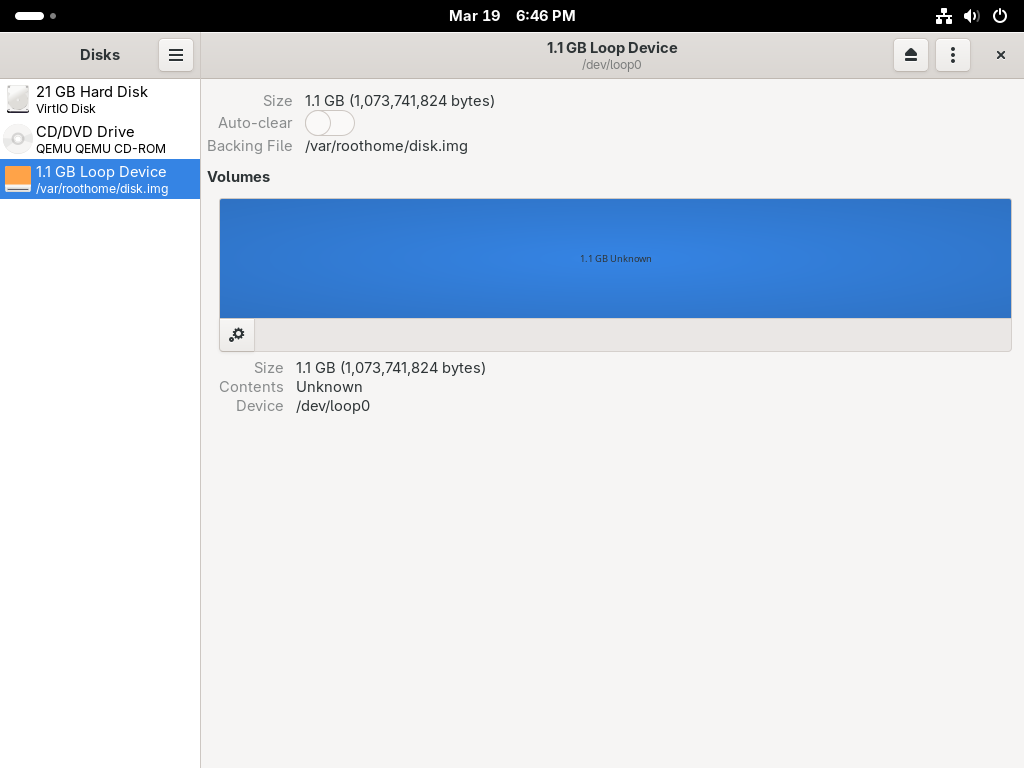 Mar 19 6:46 PM
Disks
1.1 GB Loop Device
/dev/loop0
21 GB Hard Disk
VirtIO Disk
CD/DVD Drive
QEMU QEMU CD-ROM
1.1 GB Loop Device
/var/roothome/disk.img
Size 1.1 GB (1,073,741,824 bytes)
Auto-clear
Backing File /var/roothome/disk.img
Volumes
1.1 GB Unknown
Size 1.1 GB (1,073,741,824 bytes)
Contents Unknown
Device /dev/loop0